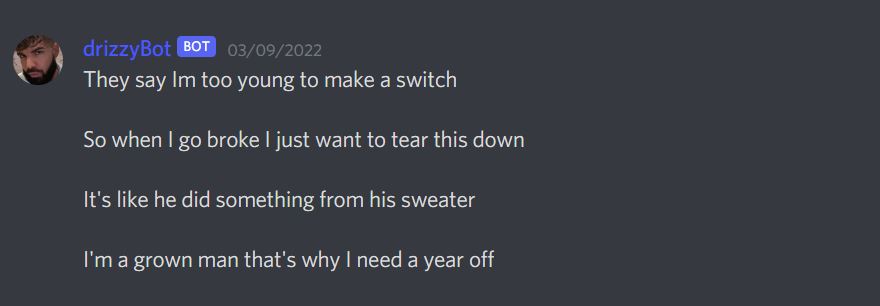 drizzyBot BOT 03/09/2022
They say Im too young to make a switch
So when I go broke I just want to tear this down
It's like he did something from his sweater
I'm a grown man that's why I need a year off